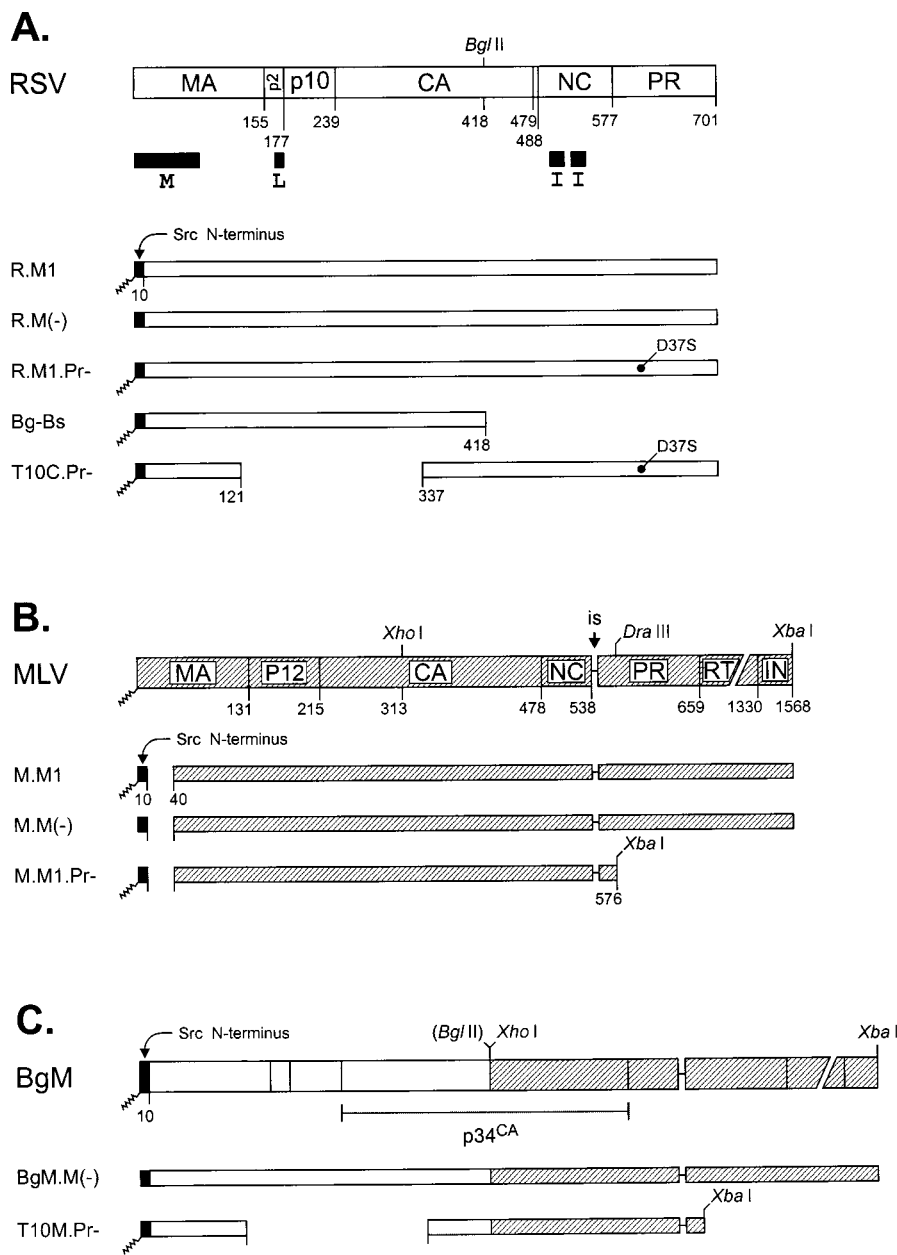 A.
Bgl II
RSV MA p2 p10 CA NC PR
155 239 418 479 577 701
177 488
M L I I
Src N-terminus
R.M1
10
R.M(-)
D37S
R.M1.Pr-
Bg-Bs
418
D37S
T10C.Pr-
121 337
B.
is
Xho I Dra III Xba I
MLV MA P12 CA NC PR RT IN
131 215 313 478 538 659 1330 1568
Src N-terminus
M.M1
10 40
M.M(-)
Xba I
M.M1.Pr-
576
C.
Src N-terminus (Bgl II) Xho I Xba I
BgM
10
p34CA
BgM.M(-)
Xba I
T10M.Pr-